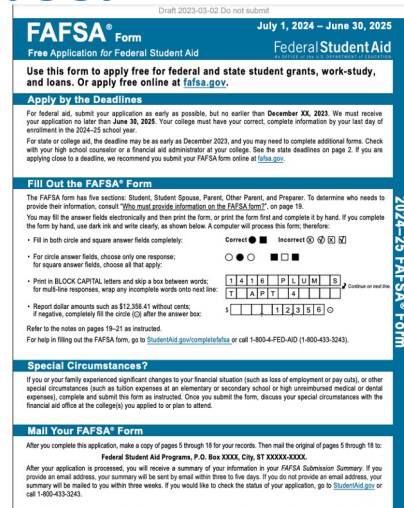 Draft 2023-03-02 Do not submit
FAFSA® Form
July 1, 2024 – June 30, 2025
Free Application for Federal Student Aid
Federal Student Aid
An OFFICE of the U.S. DEPARTMENT of EDUCATION
Use this form to apply free for federal and state student grants, work-study,
and loans. Or apply free online at fafsa.gov.
Apply by the Deadlines
For federal aid, submit your application as early as possible, but no earlier than December XX, 2023. We must receive
your application no later than June 30, 2025. Your college must have your correct, complete information by your last day of
enrollment in the 2024–25 school year.
For state or college aid, the deadline may be as early as December 2023, and you may need to complete additional forms. Check
with your high school counselor or a financial aid administrator at your college. See the state deadlines on page 2. If you are
applying close to a deadline, we recommend you submit your FAFSA form online at fafsa.gov.
Fill Out the FAFSA® Form
The FAFSA form has five sections: Student, Student Spouse, Parent, Other Parent, and Preparer. To determine who needs to
provide their information, consult "Who must provide information on the FAFSA form?", on page 19.
You may fill the answer fields electronically and then print the form, or print the form first and complete it by hand. If you complete
the form by hand, use dark ink and write clearly, as shown below. A computer will process this form; therefore:
• Fill in both circle and square answer fields completely:
Correct ● ■ Incorrect ⊗ ✓ ☒ ☑
• For circle answer fields, choose only one response;
for square answer fields, choose all that apply:
○ ● ○ ■ □ ■
• Print in BLOCK CAPITAL letters and skip a box between words;
for multi-line responses, wrap any incomplete words onto next line:
1416 PLUM S
T APT 4
Continue on next line.
• Report dollar amounts such as $12,356.41 without cents;
if negative, completely fill the circle (⊖) after the answer box:
$ 12356 ⊖
Refer to the notes on pages 19–21 as instructed.
For help in filling out the FAFSA form, go to StudentAid.gov/completefafsa or call 1-800-4-FED-AID (1-800-433-3243).
Special Circumstances?
If you or your family experienced significant changes to your financial situation (such as loss of employment or pay cuts), or other
special circumstances (such as tuition expenses at an elementary or secondary school or high unreimbursed medical or dental
expenses), complete and submit this form as instructed. Once you submit the form, discuss your special circumstances with the
financial aid office at the college(s) you applied to or plan to attend.
Mail Your FAFSA® Form
After you complete this application, make a copy of pages 5 through 18 for your records. Then mail the original of pages 5 through 18 to:
Federal Student Aid Programs, P.O. Box XXXX, City, ST XXXXX-XXXX.
After your application is processed, you will receive a summary of your information in your FAFSA Submission Summary. If you
provide an email address, your summary will be sent by email within three to five days. If you do not provide an email address, your
summary will be mailed to you within three weeks. If you would like to check the status of your application, go to StudentAid.gov or
call 1-800-433-3243.
2024–25 FAFSA® Form